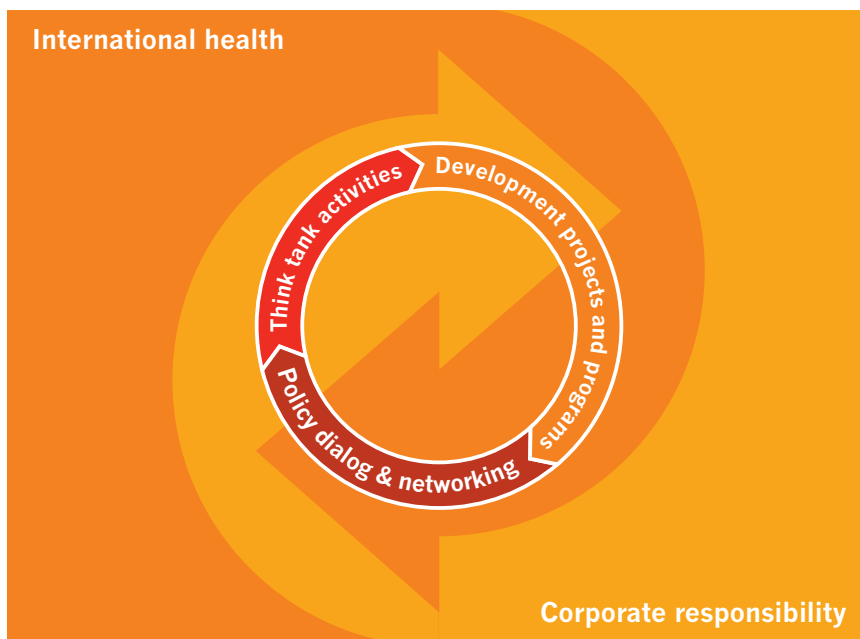 International health
Think tank activities
Development projects and programs
Policy dialog & networking
Corporate responsibility